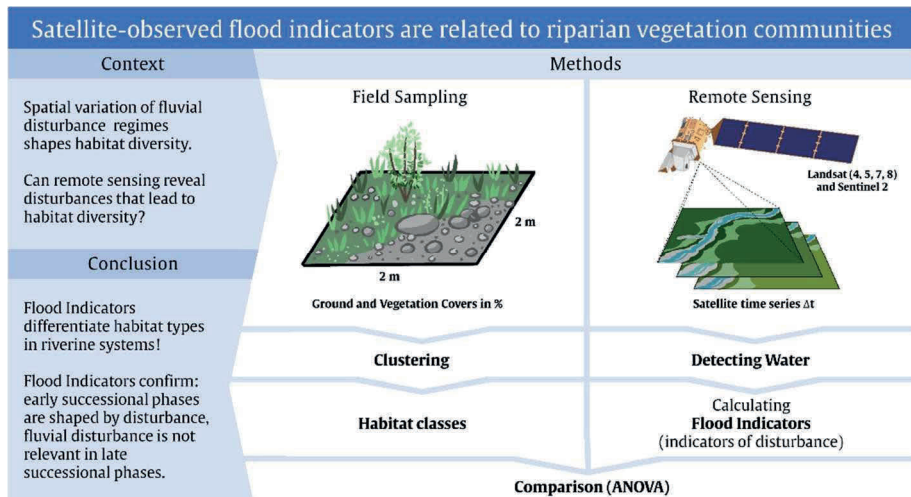 Satellite-observed flood indicators are related to riparian vegetation communities
Context
Spatial variation of fluvial
disturbance regimes
shapes habitat diversity.
Can remote sensing reveal
disturbances that lead to
habitat diversity?
Conclusion
Flood Indicators
differentiate habitat types
in riverine systems!
Flood Indicators confirm:
early successional phases
are shaped by disturbance,
fluvial disturbance is not
relevant in late
successional phases.
Methods
Field Sampling
2 m
2 m
Ground and Vegetation Covers in %
Clustering
Habitat classes
Remote Sensing
Landsat (4, 5, 7, 8)
and Sentinel 2
Satellite time series Δt
Detecting Water
Calculating
Flood Indicators
(indicators of disturbance)
Comparison (ANOVA)